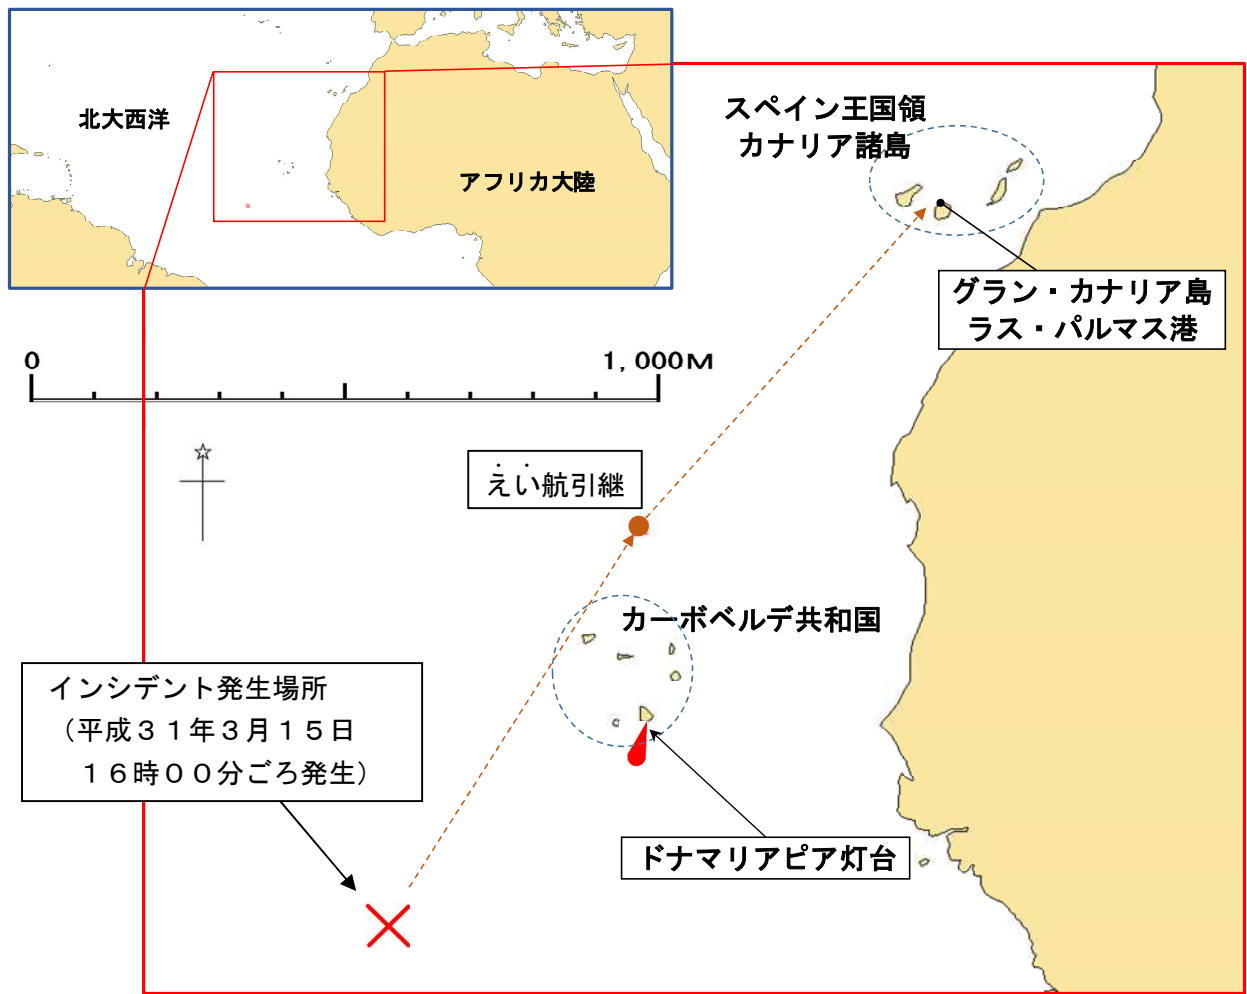 北大西洋
アフリカ大陸
スペイン王国領
カナリア諸島
グラン・カナリア島
ラス・パルマス港
0
1,000M
えい航引継
カーボベルデ共和国
インシデント発生場所
（平成３１年３月１５日
１６時００分ごろ発生）
ドナマリアピア灯台